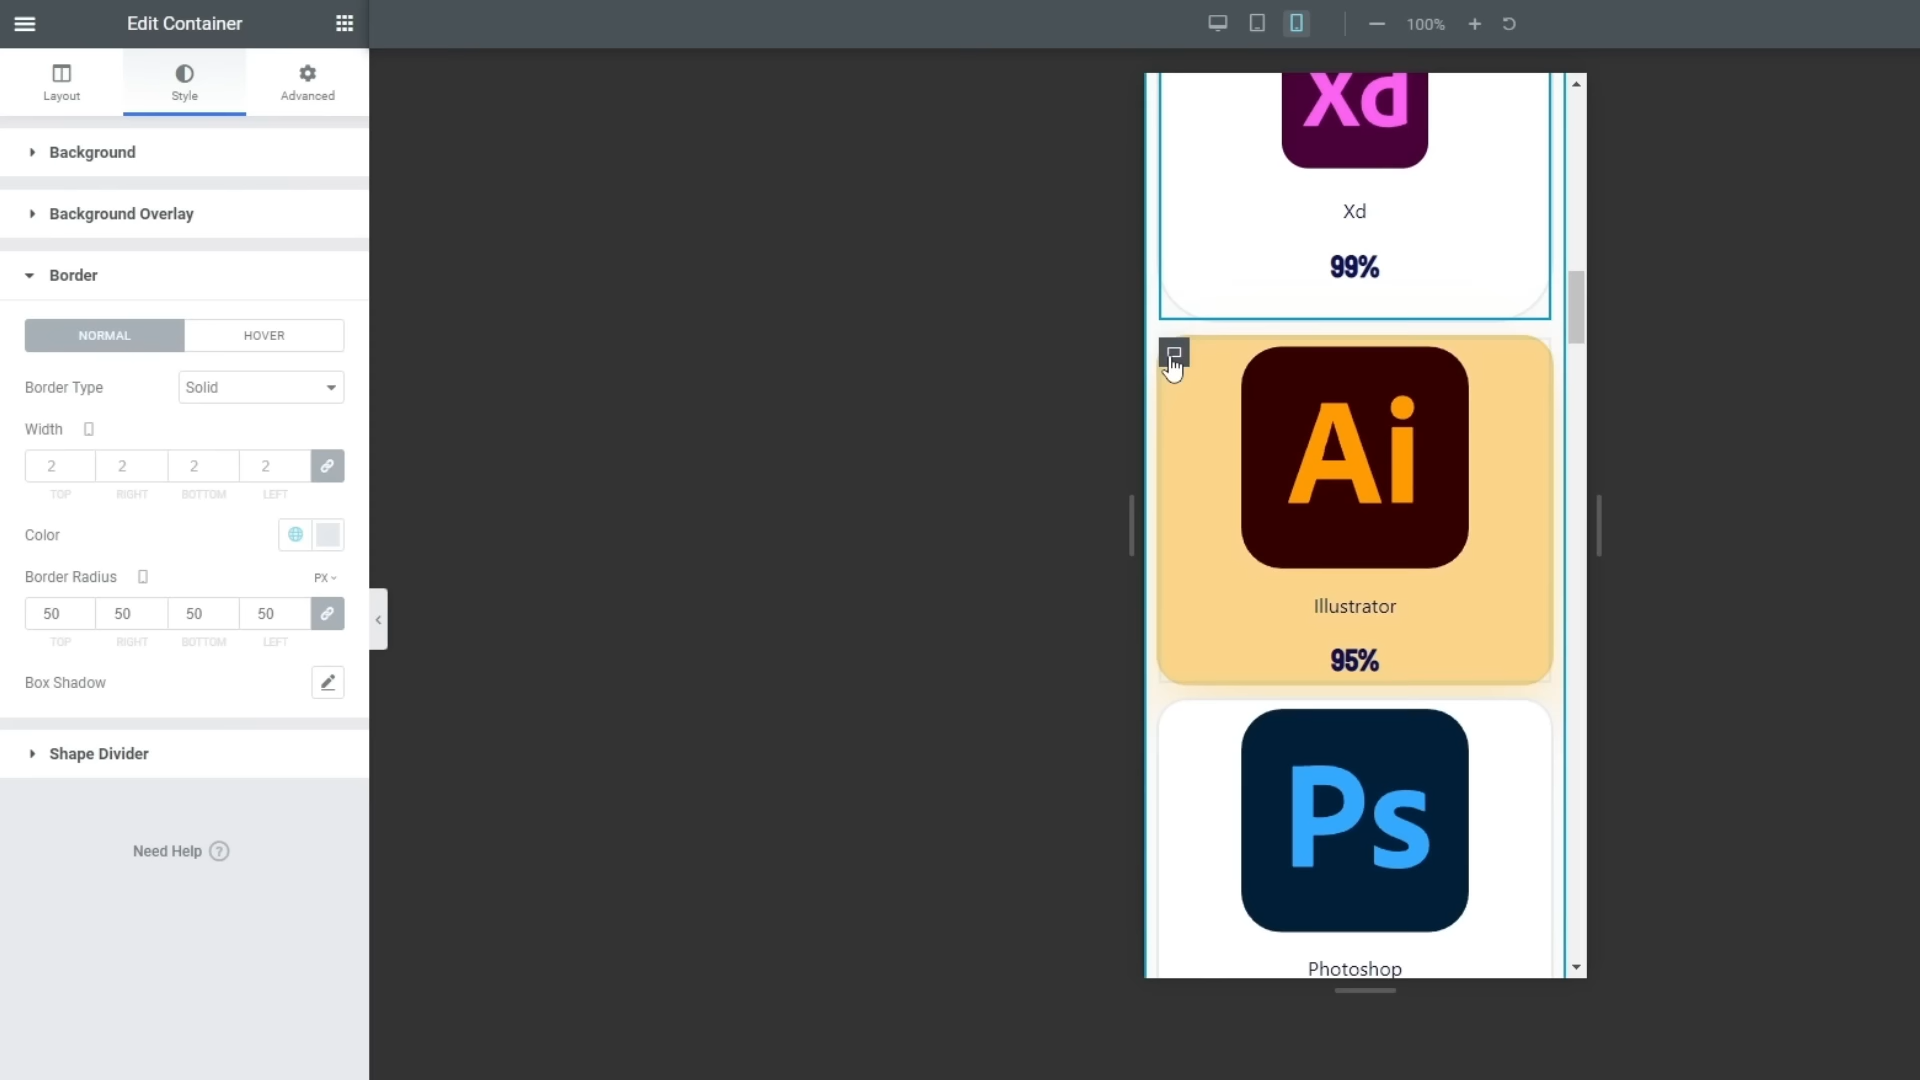 Edit Container
100%
Layout
Style
Advanced
Background
Background Overlay
Border
NORMAL
HOVER
Border Type
Solid
Width
2 2 2 2
TOP RIGHT BOTTOM LEFT
Color
Border Radius
PX
50 50 50 50
TOP RIGHT BOTTOM LEFT
Box Shadow
Shape Divider
Need Help ?
Xd
Xd
99%
Ai
Illustrator
95%
Ps
Photoshop